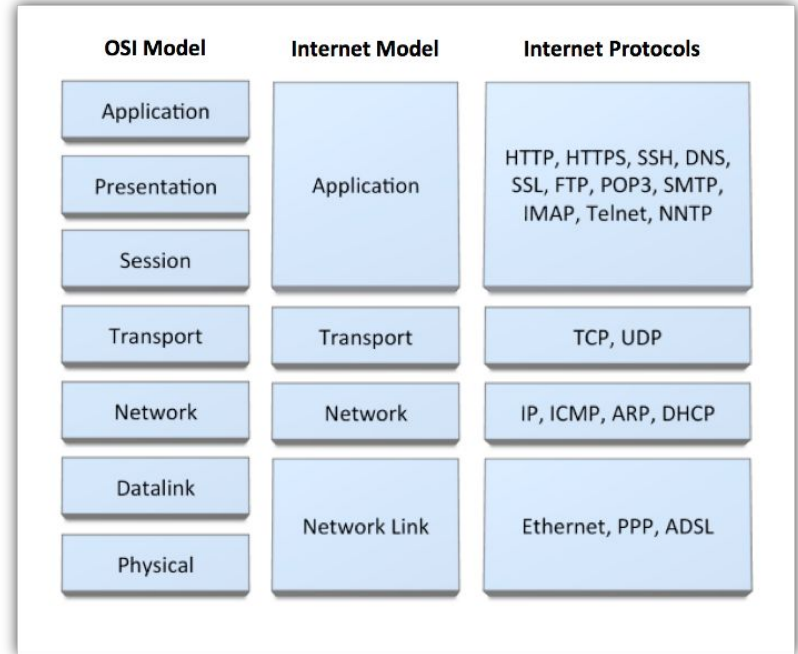 OSI Model
Internet Model
Internet Protocols
Application
Presentation
Session
Transport
Network
Datalink
Physical
Application
Transport
Network
Network Link
HTTP, HTTPS, SSH, DNS,
SSL, FTP, POP3, SMTP,
IMAP, Telnet, NNTP
TCP, UDP
IP, ICMP, ARP, DHCP
Ethernet, PPP, ADSL